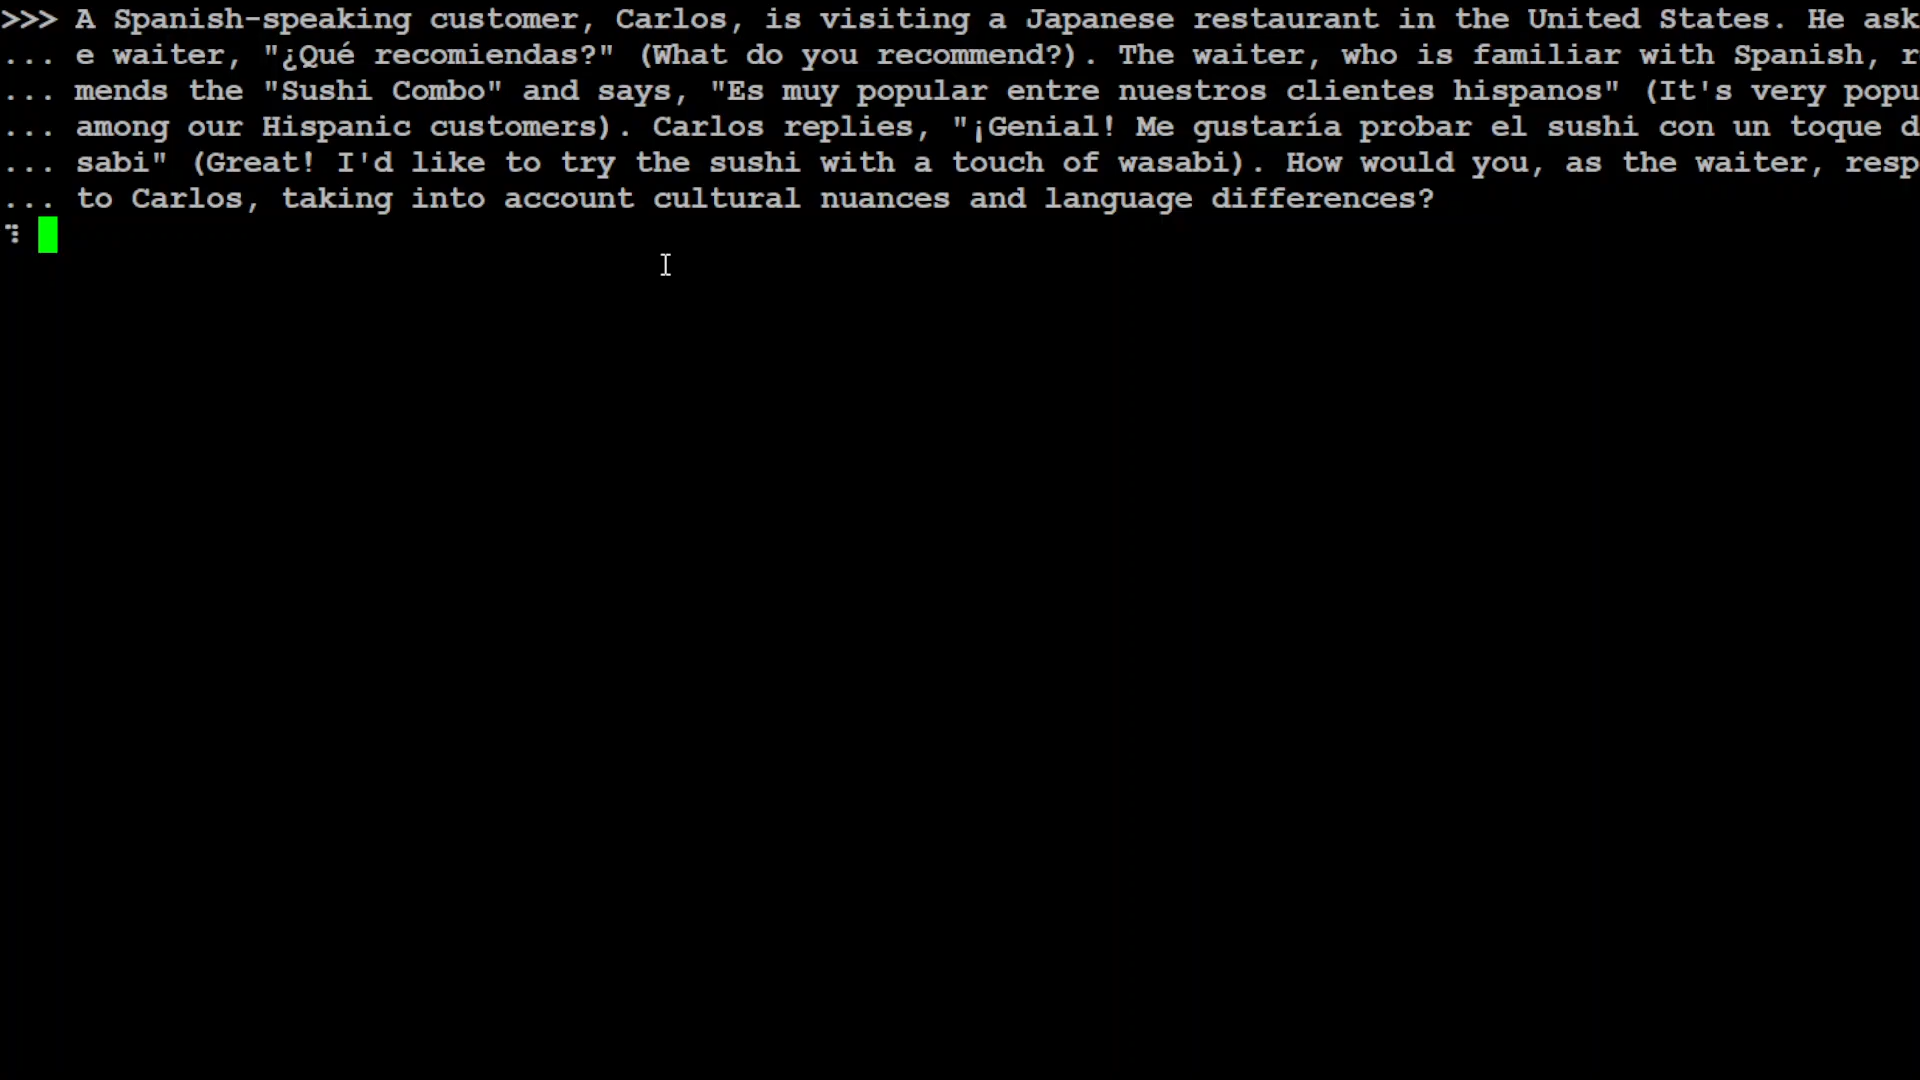 >>> A Spanish-speaking customer, Carlos, is visiting a Japanese restaurant in the United States. He ask
... e waiter, "¿Qué recomiendas?" (What do you recommend?). The waiter, who is familiar with Spanish, r
... mends the "Sushi Combo" and says, "Es muy popular entre nuestros clientes hispanos" (It's very popu
... among our Hispanic customers). Carlos replies, "¡Genial! Me gustaría probar el sushi con un toque d
... sabi" (Great! I'd like to try the sushi with a touch of wasabi). How would you, as the waiter, resp
... to Carlos, taking into account cultural nuances and language differences?